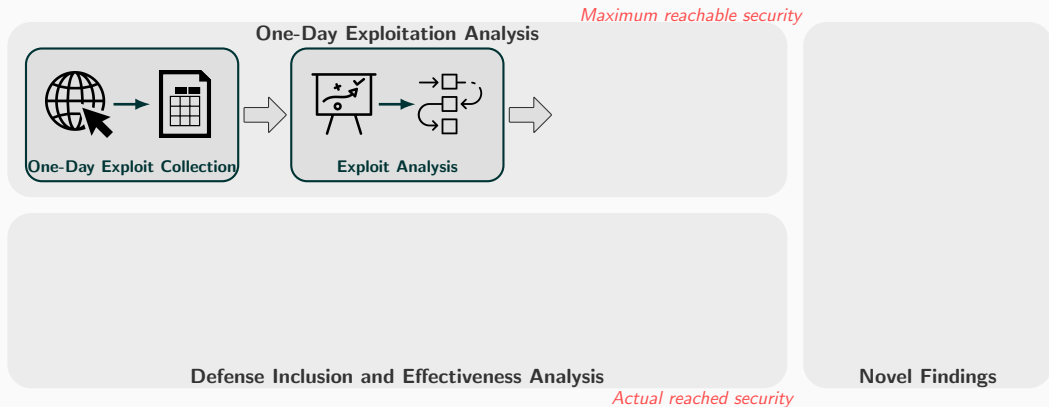 Maximum reachable security
One-Day Exploitation Analysis
One-Day Exploit Collection
Exploit Analysis
Defense Inclusion and Effectiveness Analysis
Novel Findings
Actual reached security